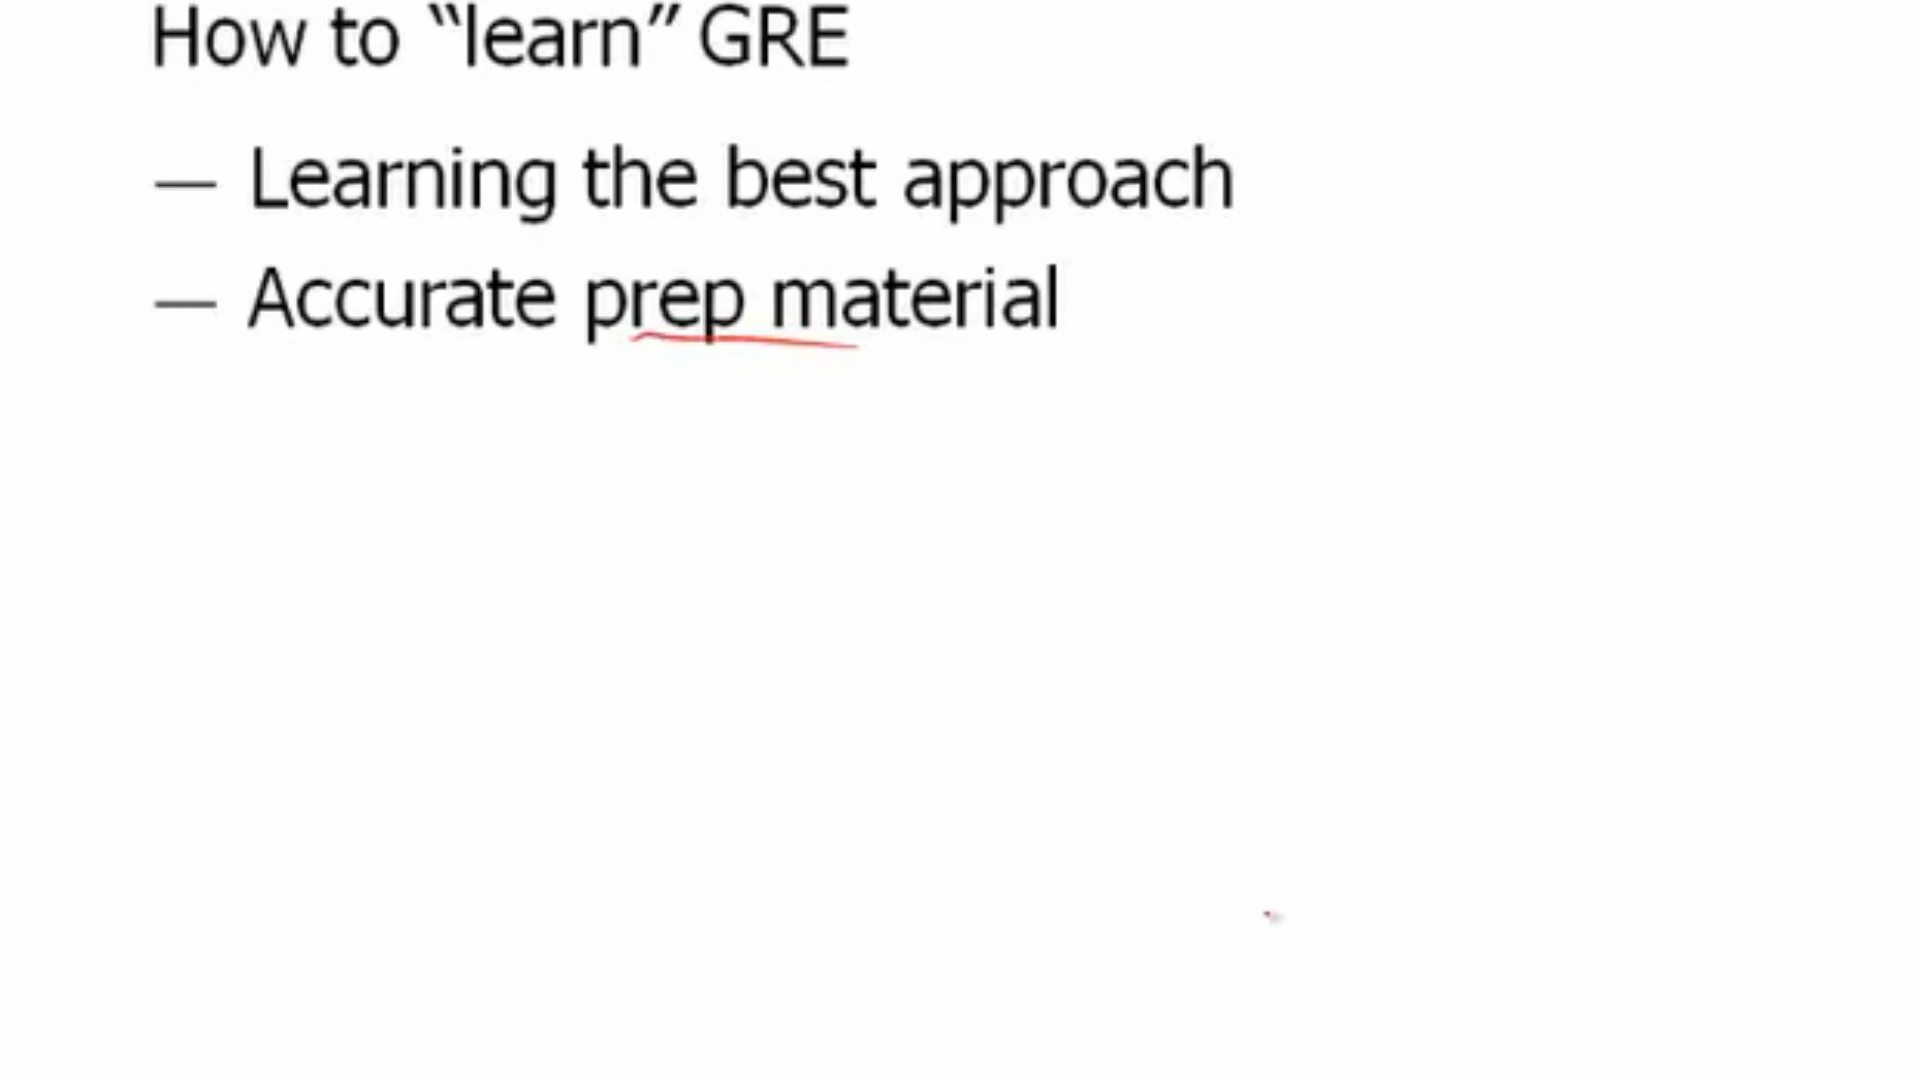 How to “learn” GRE
— Learning the best approach
— Accurate prep material